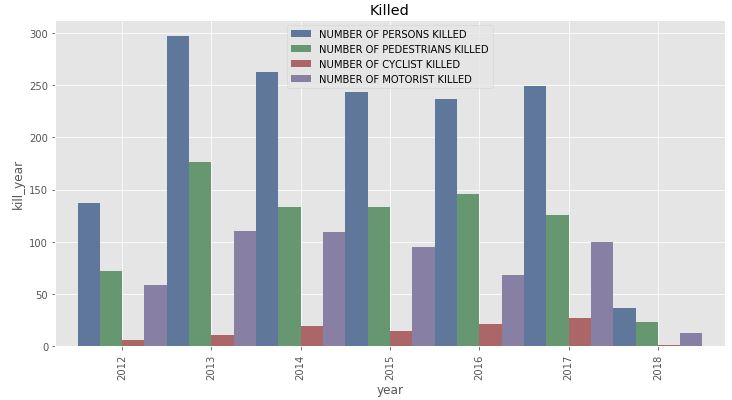 Killed
NUMBER OF PERSONS KILLED
NUMBER OF PEDESTRIANS KILLED
NUMBER OF CYCLIST KILLED
NUMBER OF MOTORIST KILLED
kill_year
300
250
200
150
100
50
0
2012
2013
2014
2015
2016
2017
2018
year